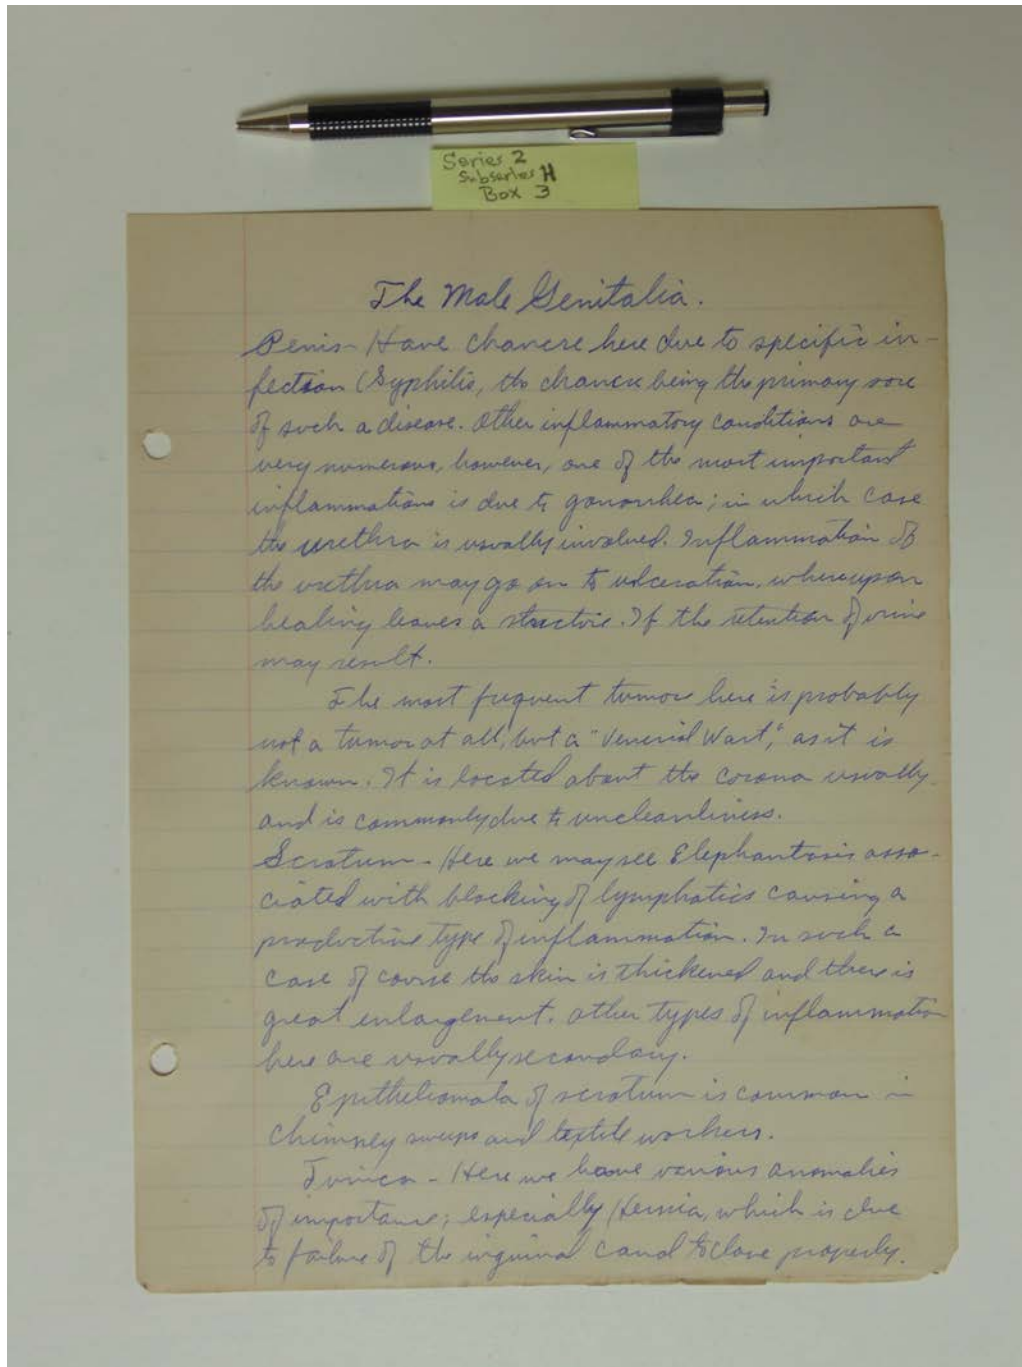 Series 2
Subseries H
Box 3
The Male Genitalia.
Penis - Have chancre here due to specific in-
fection (Syphilis, the chancre being the primary sore
of such a disease. Other inflammatory conditions are
very numerous, however, one of the most important
inflammations is due to gonorrhea; in which case
the urethra is usually involved. Inflammation of
the urethra may go on to ulceration, whereupon
healing leaves a stricture. If the retention of urine
may result.
The most frequent tumor here is probably
not a tumor at all, but a "Venerial Wart," as it is
known. It is located about the corona usually
and is commonly due to uncleanliness.
Scrotum - Here we may see Elephantosis asso-
ciated with blocking of lymphatics causing a
productive type of inflammation. In such a
case of course the skin is thickened and there is
great enlargement. Other types of inflammation
here are usually secondary.
Epitheliomata of scrotum is common in
Chimney sweeps and textile workers.
Tunica - Here we have various anomalies
of importance; especially Hernia, which is due
to failure of the inguinal canal to close properly.